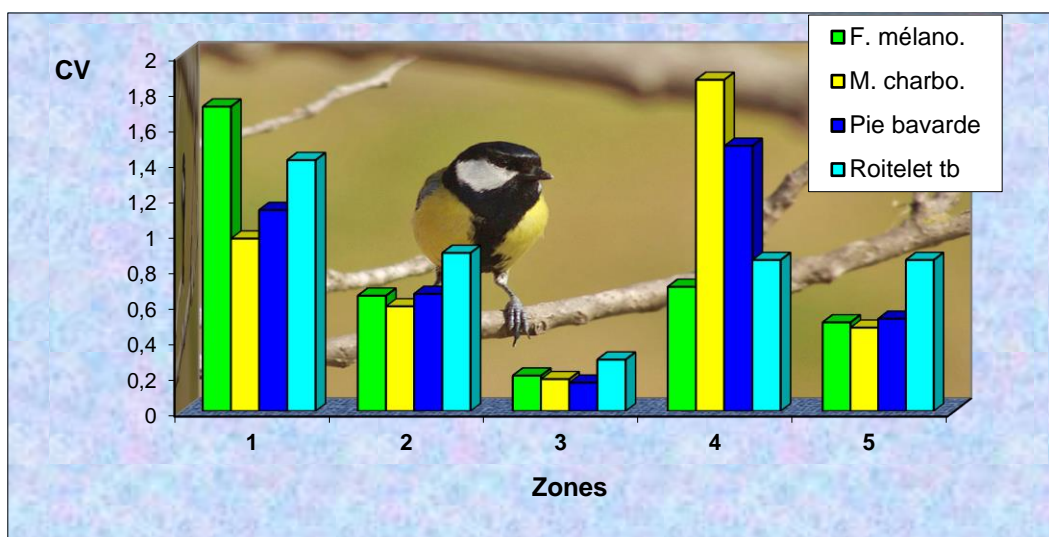 CV
2
1,8
1,6
1,4
1,2
1
0,8
0,6
0,4
0,2
0
1 2 3 4 5
Zones
F. mélano.
M. charbo.
Pie bavarde
Roitelet tb